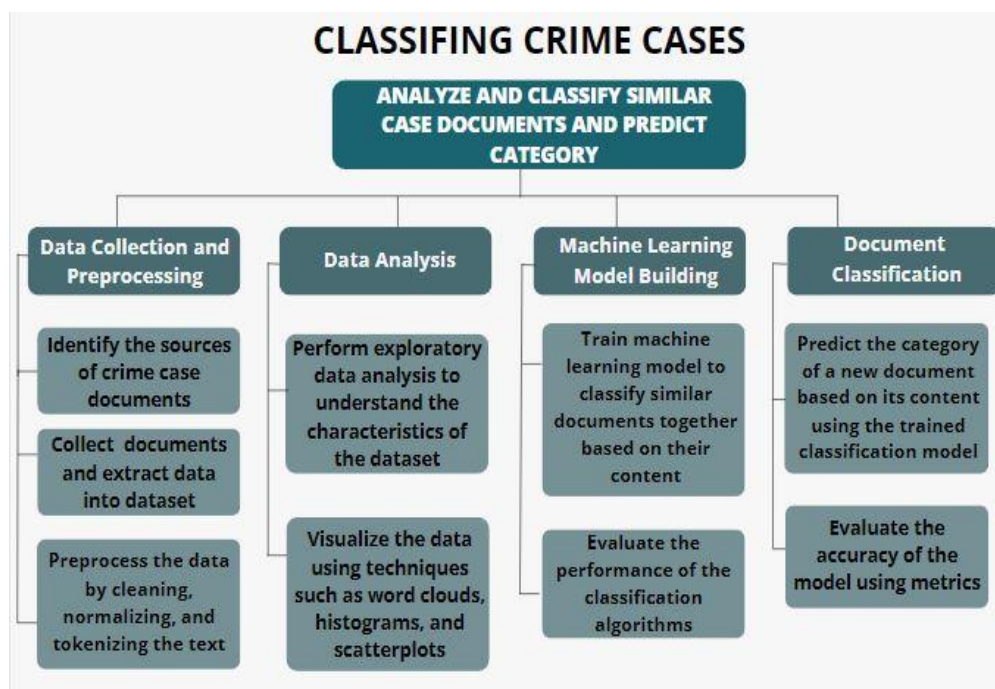 CLASSIFING CRIME CASES
ANALYZE AND CLASSIFY SIMILAR
CASE DOCUMENTS AND PREDICT
CATEGORY
Data Collection and
Preprocessing
Identify the sources
of crime case
documents
Collect documents
and extract data
into dataset
Preprocess the data
by cleaning,
normalizing, and
tokenizing the text
Data Analysis
Perform exploratory
data analysis to
understand the
characteristics of
the dataset
Visualize the data
using techniques
such as word clouds,
histograms, and
scatterplots
Machine Learning
Model Building
Train machine
learning model to
classify similar
documents together
based on their
content
Evaluate the
performance of the
classification
algorithms
Document
Classification
Predict the category
of a new document
based on its content
using the trained
classification model
Evaluate the
accuracy of the
model using metrics